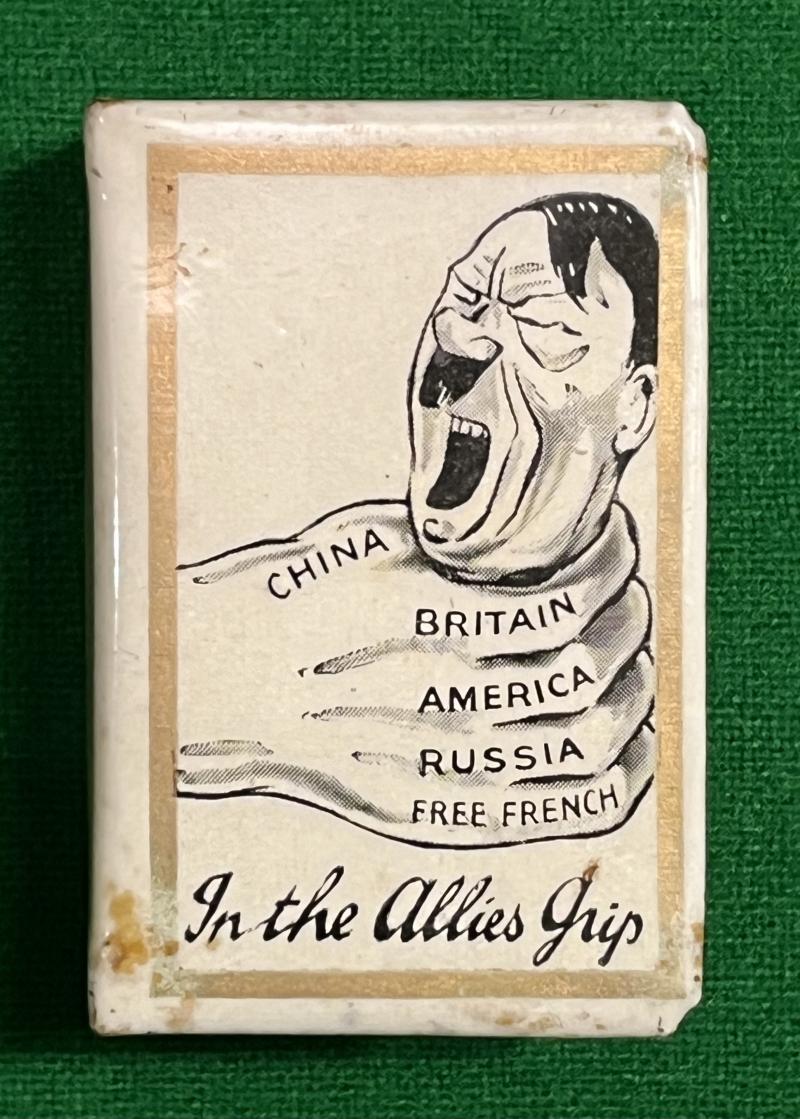 CHINA
BRITAIN
AMERICA
RUSSIA
FREE FRENCH
In the Allies Grip